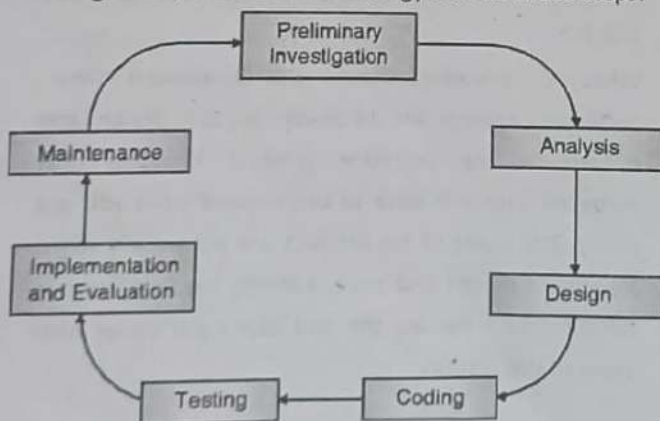 Preliminary
Investigation
Analysis
Design
Coding
Testing
Implementation
and Evaluation
Maintenance